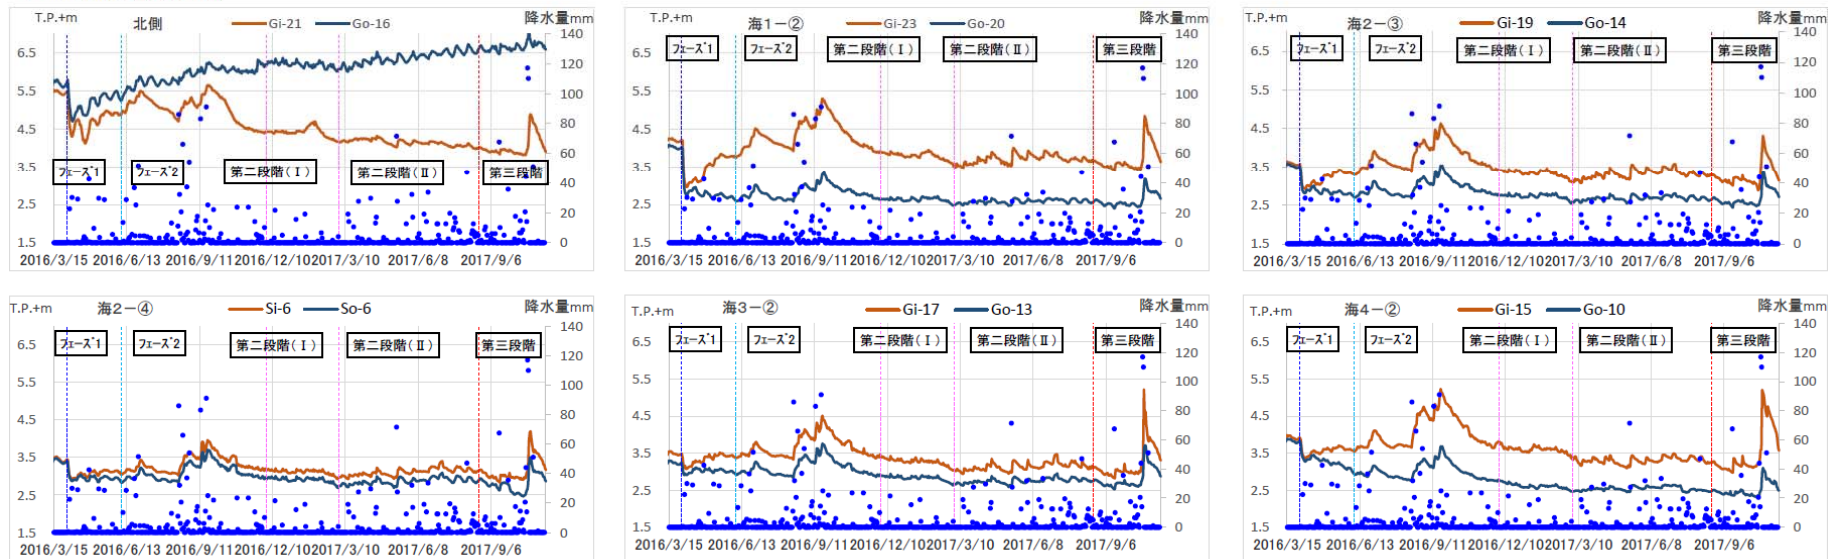 T.P.+m 北側 Gi-21 Go-16 降水量mm
6.5 5.5 4.5 3.5 2.5 1.5
140 120 100 80 60 40 20 0
フェーズ1 フェーズ2 第二段階(Ⅰ) 第二段階(Ⅱ) 第三段階
2016/3/15 2016/6/13 2016/9/11 2016/12/10 2017/3/10 2017/6/8 2017/9/6
T.P.+m 海1-② Gi-23 Go-20 降水量mm
6.5 5.5 4.5 3.5 2.5 1.5
140 120 100 80 60 40 20 0
フェーズ1 フェーズ2 第二段階(Ⅰ) 第二段階(Ⅱ) 第三段階
2016/3/15 2016/6/13 2016/9/11 2016/12/10 2017/3/10 2017/6/8 2017/9/6
T.P.+m 海2-③ Gi-19 Go-14 降水量mm
6.5 5.5 4.5 3.5 2.5 1.5
140 120 100 80 60 40 20 0
フェーズ1 フェーズ2 第二段階(Ⅰ) 第二段階(Ⅱ) 第三段階
2016/3/15 2016/6/13 2016/9/11 2016/12/10 2017/3/10 2017/6/8 2017/9/6
T.P.+m 海2-④ Si-6 So-6 降水量mm
6.5 5.5 4.5 3.5 2.5 1.5
140 120 100 80 60 40 20 0
フェーズ1 フェーズ2 第二段階(Ⅰ) 第二段階(Ⅱ) 第三段階
2016/3/15 2016/6/13 2016/9/11 2016/12/10 2017/3/10 2017/6/8 2017/9/6
T.P.+m 海3-② Gi-17 Go-13 降水量mm
6.5 5.5 4.5 3.5 2.5 1.5
140 120 100 80 60 40 20 0
フェーズ1 フェーズ2 第二段階(Ⅰ) 第二段階(Ⅱ) 第三段階
2016/3/15 2016/6/13 2016/9/11 2016/12/10 2017/3/10 2017/6/8 2017/9/6
T.P.+m 海4-② Gi-15 Go-10 降水量mm
6.5 5.5 4.5 3.5 2.5 1.5
140 120 100 80 60 40 20 0
フェーズ1 フェーズ2 第二段階(Ⅰ) 第二段階(Ⅱ) 第三段階
2016/3/15 2016/6/13 2016/9/11 2016/12/10 2017/3/10 2017/6/8 2017/9/6